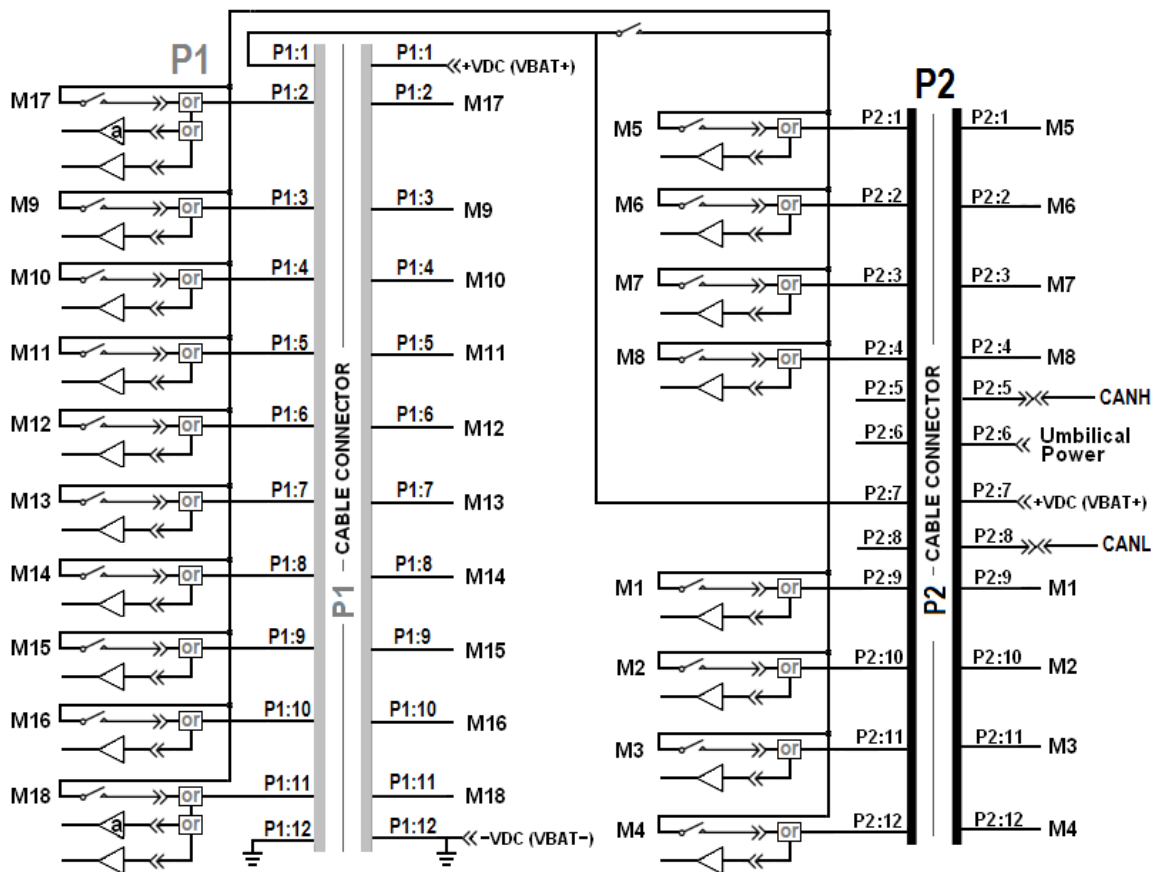 P1
P1:1 P1:1 +VDC (VBAT+)
M17 or P1:2 P1:2 M17
a or
M9 or P1:3 P1:3 M9
M10 or P1:4 P1:4 M10
M11 or P1:5 P1:5 M11
M12 or P1:6 P1:6 M12
M13 or P1:7 P1:7 M13
M14 or P1:8 P1:8 M14
M15 or P1:9 P1:9 M15
M16 or P1:10 P1:10 M16
M18 or P1:11 P1:11 M18
a or
P1:12 P1:12 −VDC (VBAT−)
P1 – CABLE CONNECTOR
P2
M5 or P2:1 P2:1 M5
M6 or P2:2 P2:2 M6
M7 or P2:3 P2:3 M7
M8 or P2:4 P2:4 M8
P2:5 P2:5 CANH
P2:6 P2:6 Umbilical
Power
P2:7 P2:7 +VDC (VBAT+)
P2:8 P2:8 CANL
M1 or P2:9 P2:9 M1
M2 or P2:10 P2:10 M2
M3 or P2:11 P2:11 M3
M4 or P2:12 P2:12 M4
P2 – CABLE CONNECTOR